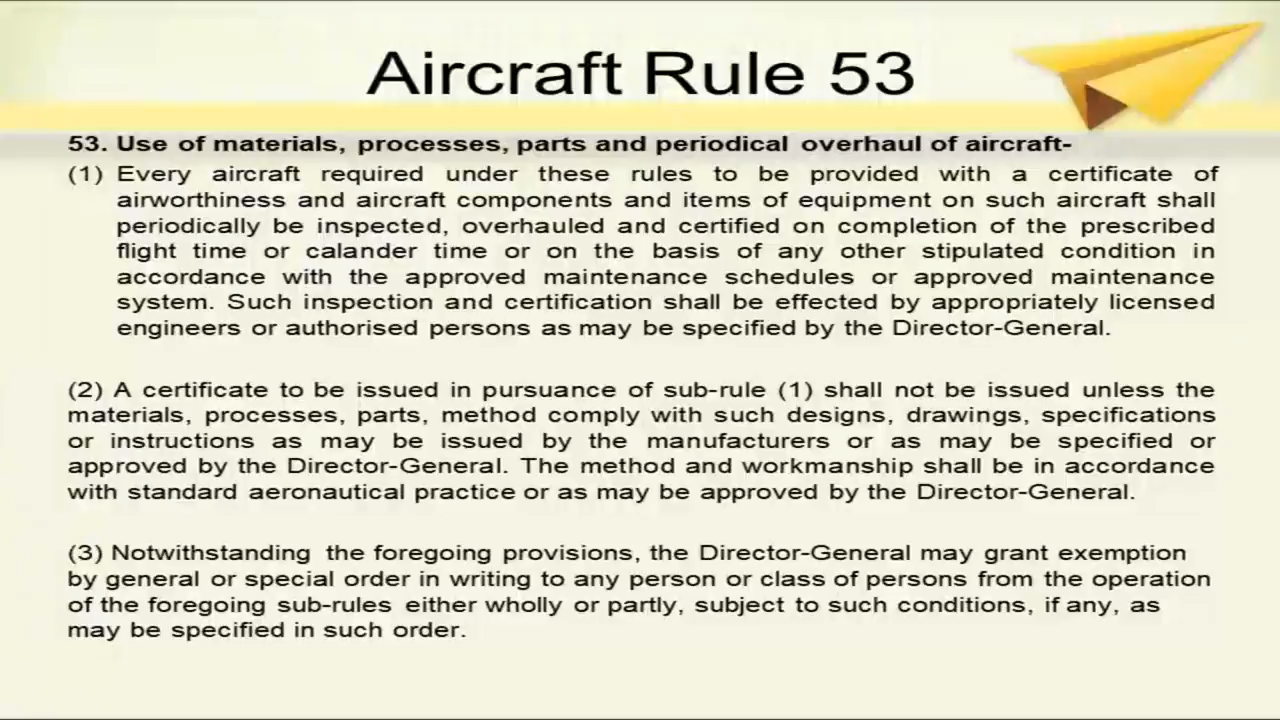 Aircraft Rule 53
53. Use of materials, processes, parts and periodical overhaul of aircraft-
(1) Every aircraft required under these rules to be provided with a certificate of
airworthiness and aircraft components and items of equipment on such aircraft shall
periodically be inspected, overhauled and certified on completion of the prescribed
flight time or calander time or on the basis of any other stipulated condition in
accordance with the approved maintenance schedules or approved maintenance
system. Such inspection and certification shall be effected by appropriately licensed
engineers or authorised persons as may be specified by the Director-General.
(2) A certificate to be issued in pursuance of sub-rule (1) shall not be issued unless the
materials, processes, parts, method comply with such designs, drawings, specifications
or instructions as may be issued by the manufacturers or as may be specified or
approved by the Director-General. The method and workmanship shall be in accordance
with standard aeronautical practice or as may be approved by the Director-General.
(3) Notwithstanding the foregoing provisions, the Director-General may grant exemption
by general or special order in writing to any person or class of persons from the operation
of the foregoing sub-rules either wholly or partly, subject to such conditions, if any, as
may be specified in such order.